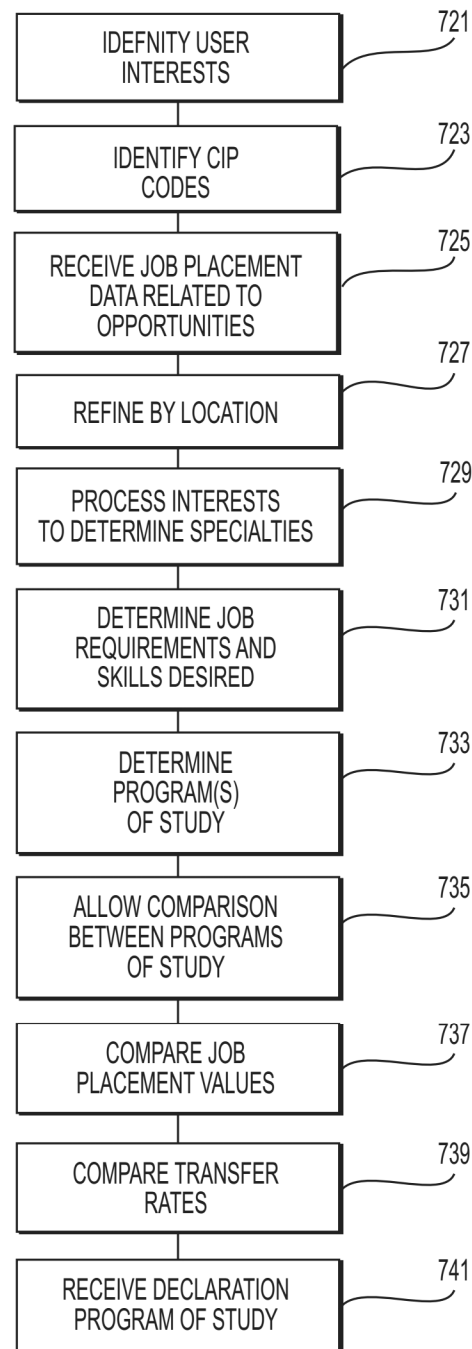 IDEFNITY USER
INTERESTS
721
IDENTIFY CIP
CODES
723
RECEIVE JOB PLACEMENT
DATA RELATED TO
OPPORTUNITIES
725
REFINE BY LOCATION
727
PROCESS INTERESTS
TO DETERMINE SPECIALTIES
729
DETERMINE JOB
REQUIREMENTS AND
SKILLS DESIRED
731
DETERMINE
PROGRAM(S)
OF STUDY
733
ALLOW COMPARISON
BETWEEN PROGRAMS
OF STUDY
735
COMPARE JOB
PLACEMENT VALUES
737
COMPARE TRANSFER
RATES
739
RECEIVE DECLARATION
PROGRAM OF STUDY
741